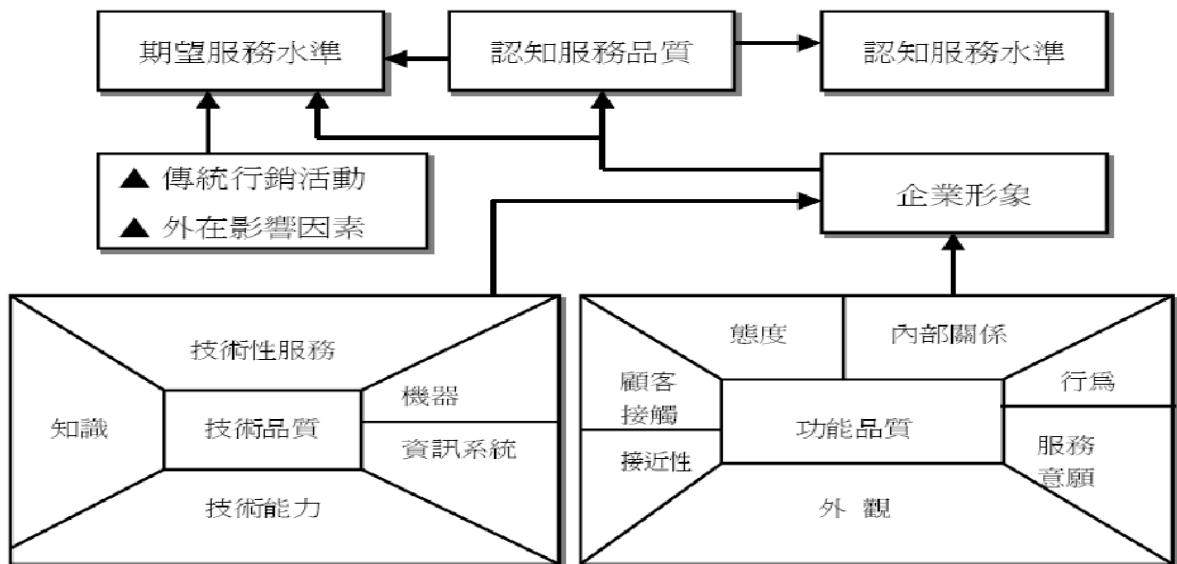 期望服務水準
認知服務品質
認知服務水準
▲ 傳統行銷活動
▲ 外在影響因素
企業形象
技術性服務
知識
技術品質
機器
資訊系統
技術能力
態度
內部關係
顧客
接觸
接近性
功能品質
行為
服務
意願
外 觀